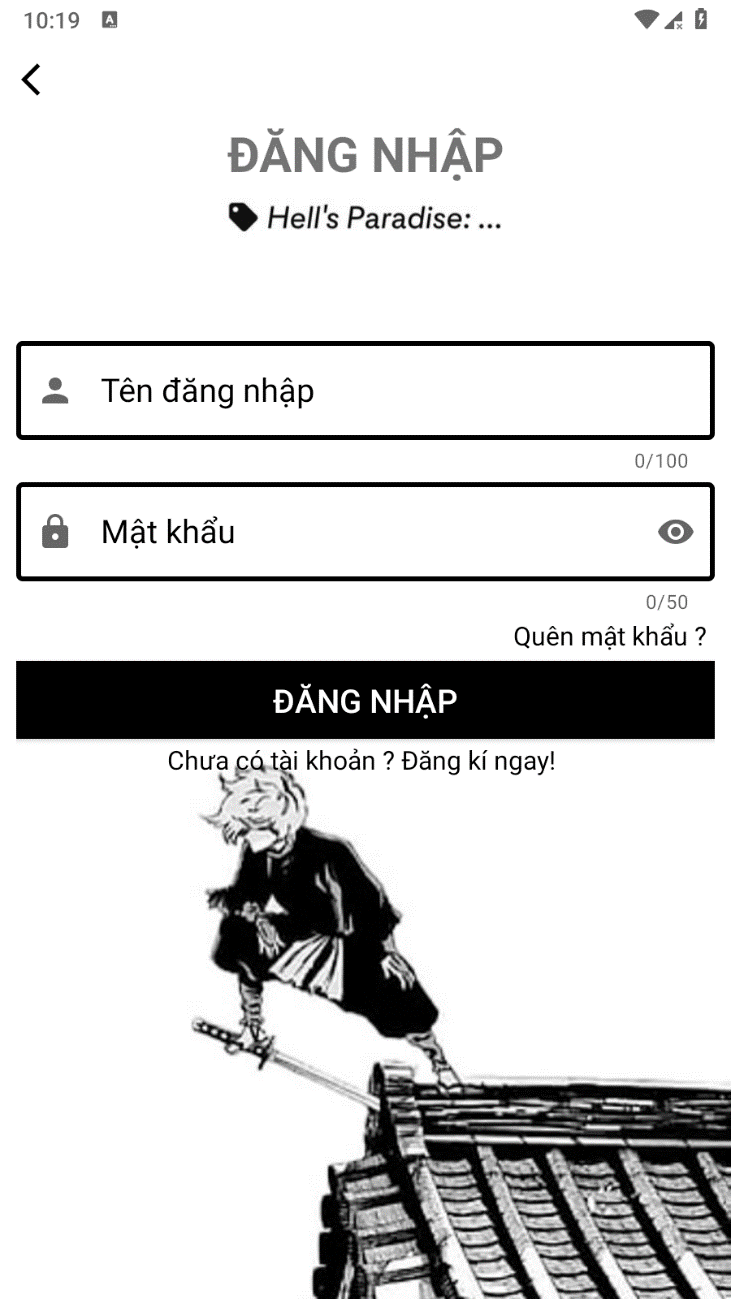 10:19
ĐĂNG NHẬP
Hell's Paradise: ...
Tên đăng nhập
0/100
Mật khẩu
0/50
Quên mật khẩu ?
ĐĂNG NHẬP
Chưa có tài khoản ? Đăng kí ngay!